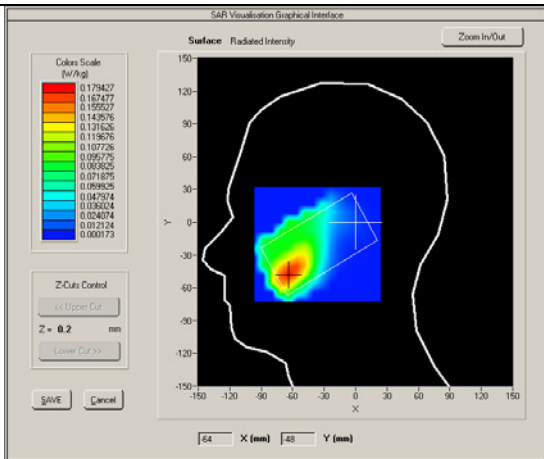 SAR Visualisation Graphical Interface
Surface Radiated Intensity
Zoom In/Out
Colors Scale
(W/kg)
0.179427
0.167477
0.155527
0.143576
0.131626
0.119676
0.107726
0.095775
0.083825
0.071875
0.059925
0.047974
0.036024
0.024074
0.012124
0.000173
Z-Cuts Control
<< Upper Cut
Z = 0.2 mm
Lower Cut >>
SAVE Cancel
150
120
90
60
30
0
-30
-60
-90
-120
-150
Y
-150 -120 -90 -60 -30 0 30 60 90 120 150
X
-64 X (mm) -48 Y (mm)